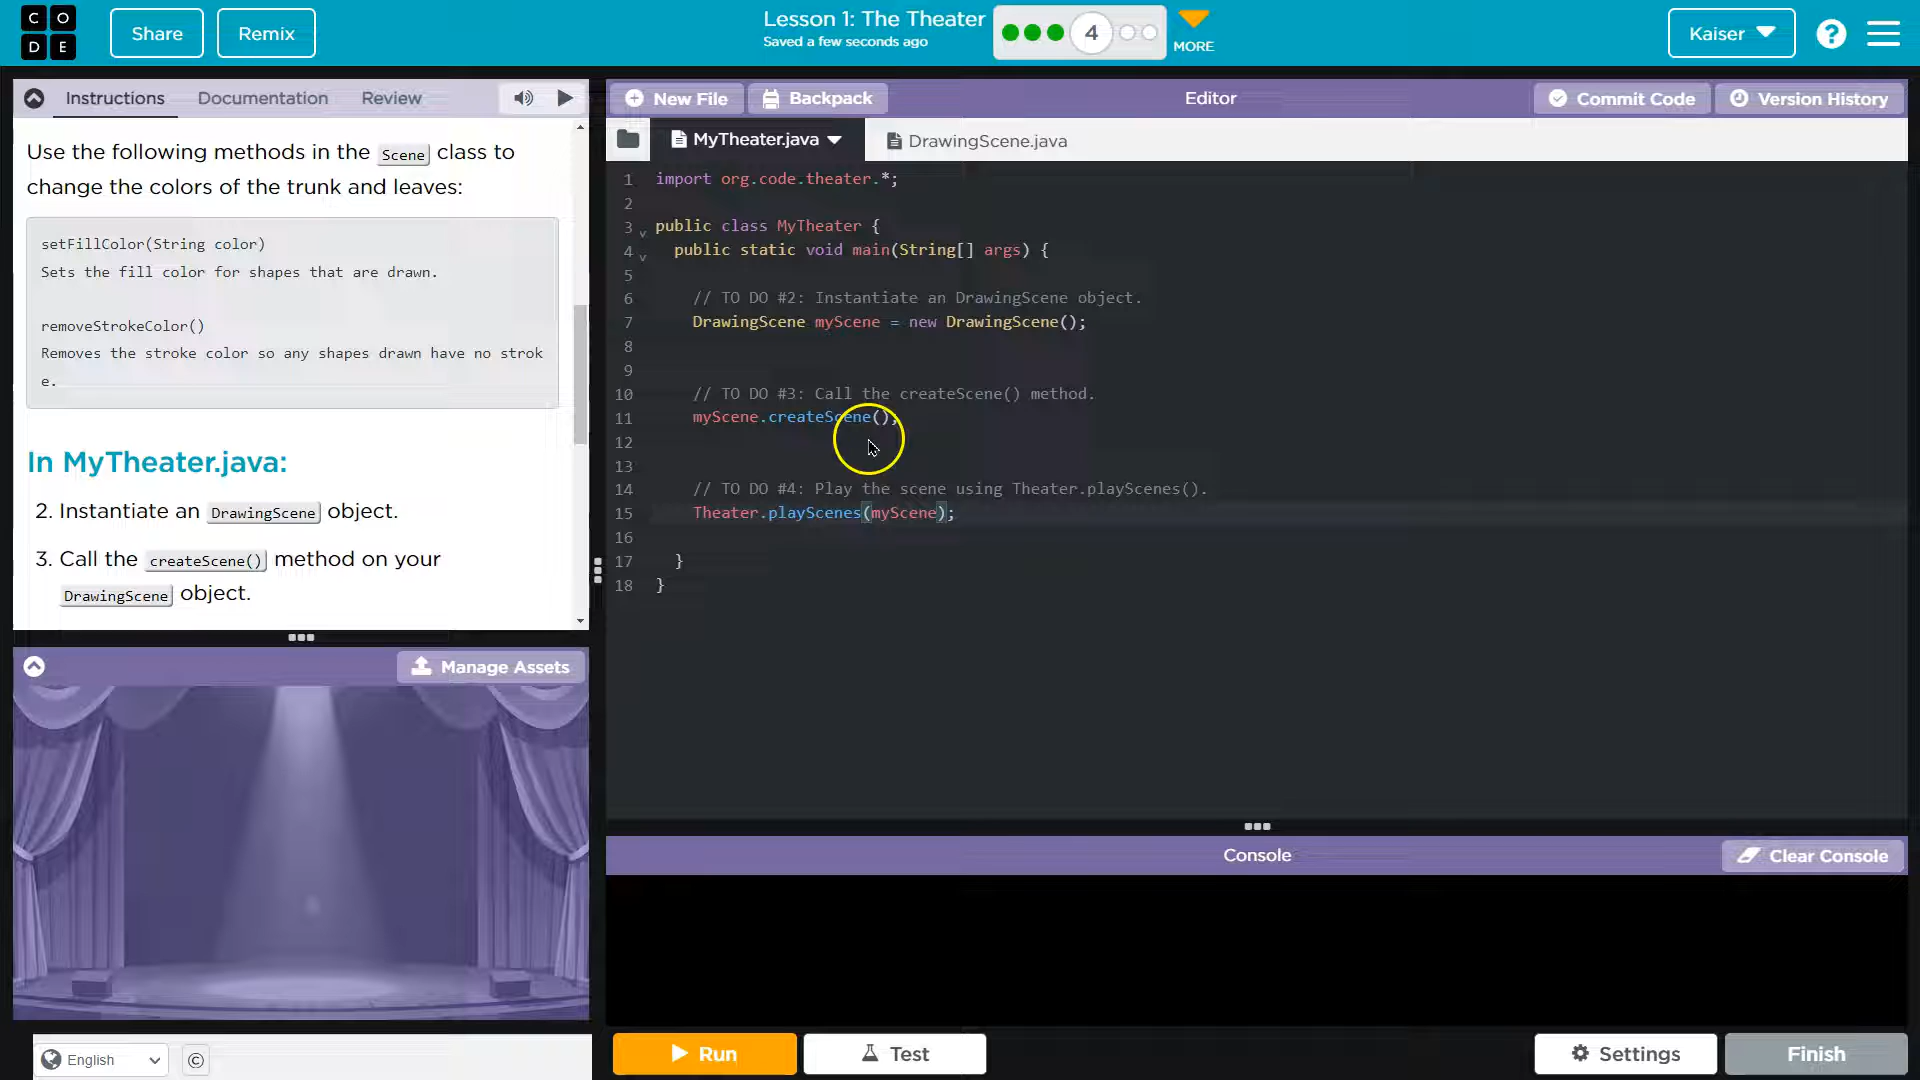 CODE
Share
Remix
Lesson 1: The Theater
Saved a few seconds ago
4
MORE
Kaiser
?
Instructions
Documentation
Review
Use the following methods in the Scene class to
change the colors of the trunk and leaves:
setFillColor(String color)
Sets the fill color for shapes that are drawn.
removeStrokeColor()
Removes the stroke color so any shapes drawn have no strok
e.
In MyTheater.java:
2. Instantiate an DrawingScene object.
3. Call the createScene() method on your
DrawingScene object.
Manage Assets
English
©
New File
Backpack
Editor
Commit Code
Version History
MyTheater.java
DrawingScene.java
1 import org.code.theater.*;
2
3 public class MyTheater {
4 public static void main(String[] args) {
5
6 // TO DO #2: Instantiate an DrawingScene object.
7 DrawingScene myScene = new DrawingScene();
8
9
10 // TO DO #3: Call the createScene() method.
11 myScene.createScene();
12
13
14 // TO DO #4: Play the scene using Theater.playScenes().
15 Theater.playScenes(myScene);
16
17 }
18 }
Console
Clear Console
Run
Test
Settings
Finish